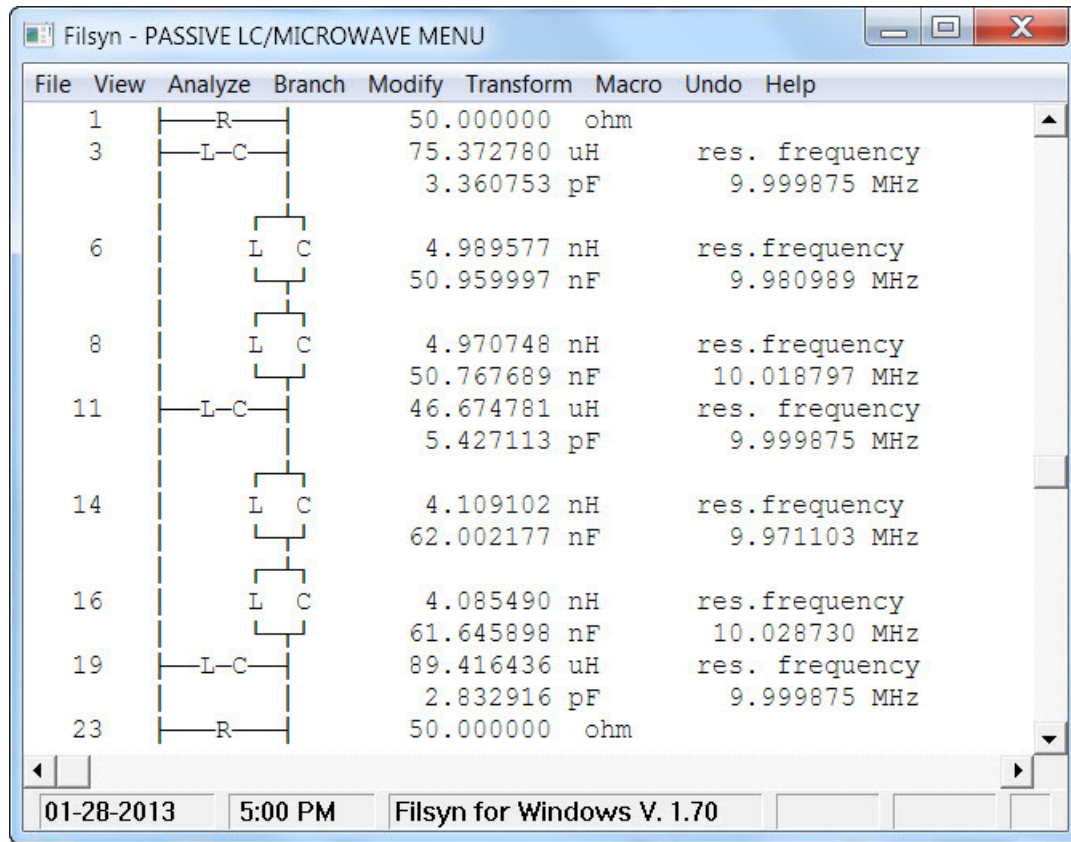 Filsyn - PASSIVE LC/MICROWAVE MENU
File View Analyze Branch Modify Transform Macro Undo Help
1 R 50.000000 ohm
3 L-C 75.372780 uH res. frequency
3.360753 pF 9.999875 MHz
6 L C 4.989577 nH res.frequency
50.959997 nF 9.980989 MHz
8 L C 4.970748 nH res.frequency
50.767689 nF 10.018797 MHz
11 L-C 46.674781 uH res. frequency
5.427113 pF 9.999875 MHz
14 L C 4.109102 nH res.frequency
62.002177 nF 9.971103 MHz
16 L C 4.085490 nH res.frequency
61.645898 nF 10.028730 MHz
19 L-C 89.416436 uH res. frequency
2.832916 pF 9.999875 MHz
23 R 50.000000 ohm
01-28-2013 5:00 PM Filsyn for Windows V. 1.70